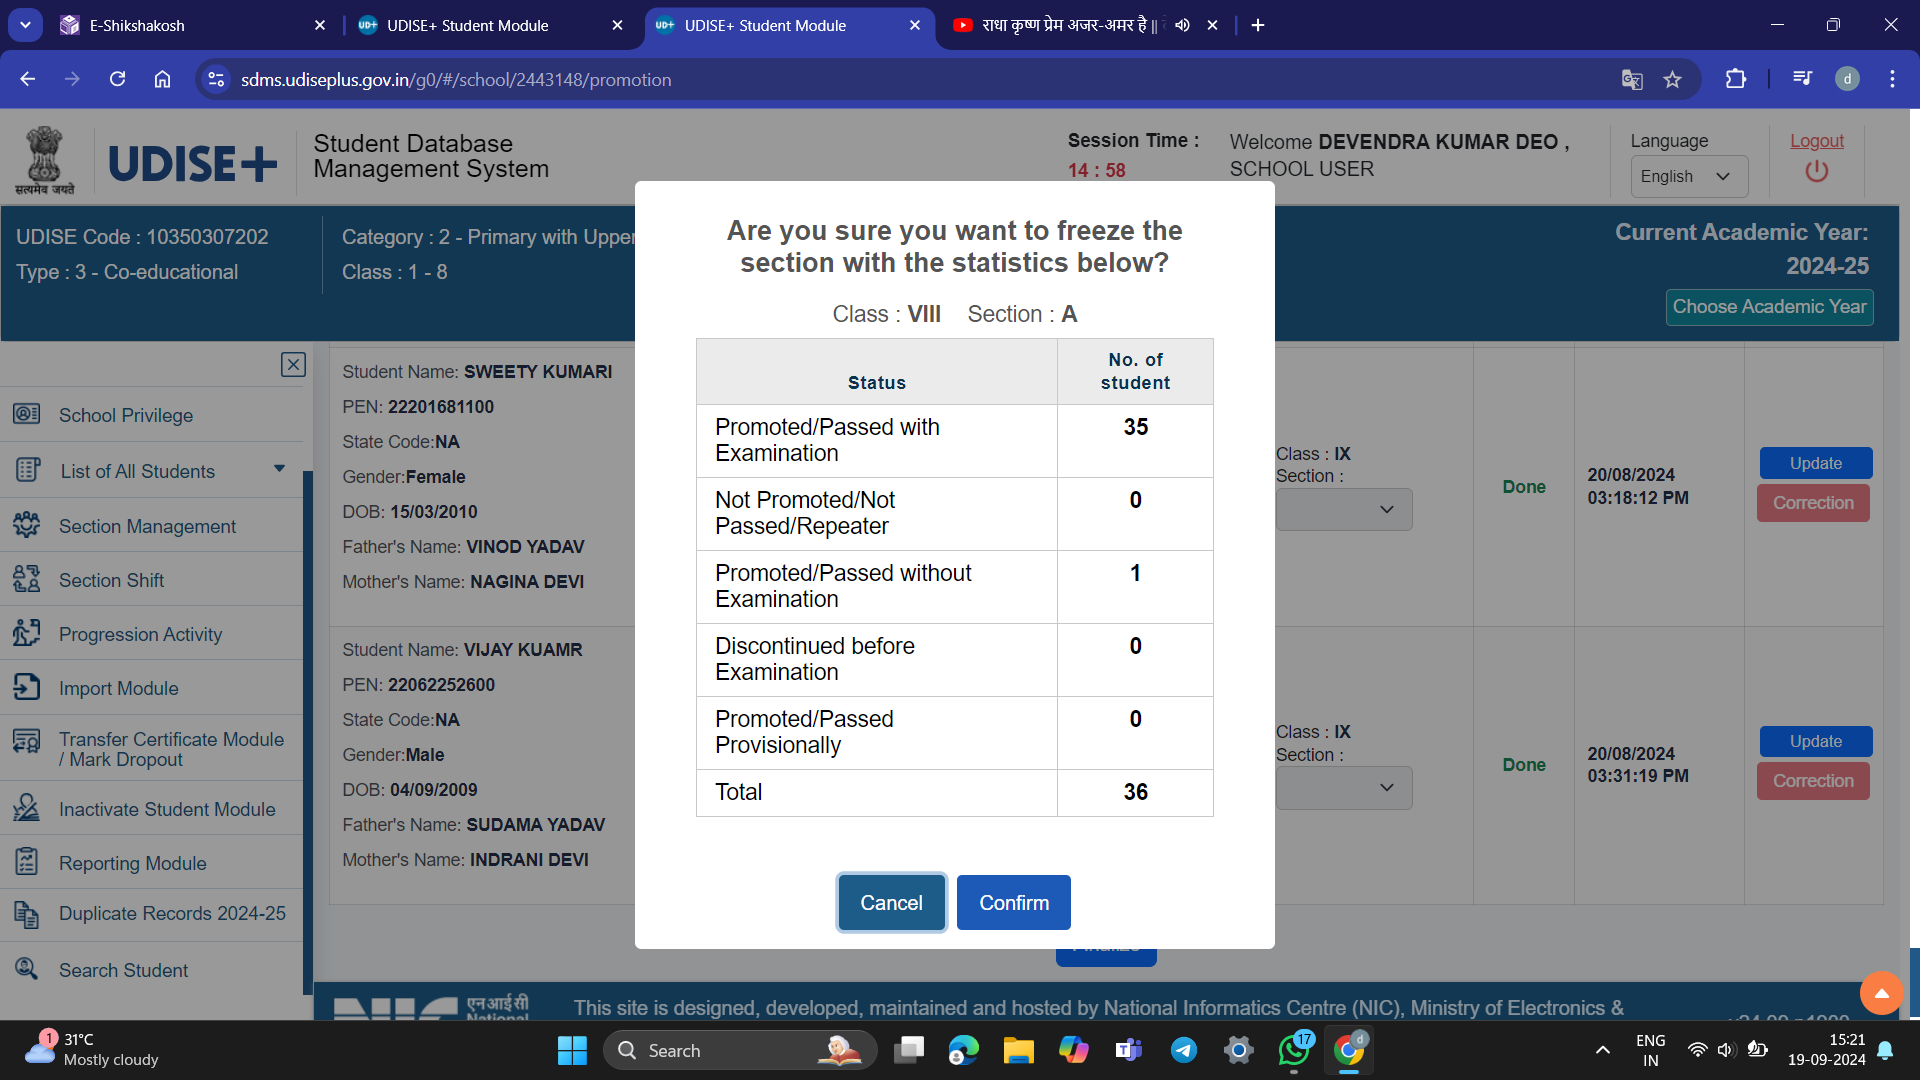 E-Shikshakosh
UDISE+ Student Module
UDISE+ Student Module
राधा कृष्ण प्रेम अजर-अमर है ||
sdms.udiseplus.gov.in/g0/#/school/2443148/promotion
d
सत्यमेव जयते
UDISE+
Student Database
Management System
Session Time :
14 : 58
Welcome DEVENDRA KUMAR DEO ,
SCHOOL USER
Language
English
Logout
UDISE Code : 10350307202
Type : 3 - Co-educational
Category : 2 - Primary with Upper
Class : 1 - 8
Current Academic Year:
2024-25
Choose Academic Year
School Privilege
List of All Students
Section Management
Section Shift
Progression Activity
Import Module
Transfer Certificate Module
/ Mark Dropout
Inactivate Student Module
Reporting Module
Duplicate Records 2024-25
Search Student
Student Name: SWEETY KUMARI
PEN: 22201681100
State Code:NA
Gender:Female
DOB: 15/03/2010
Father's Name: VINOD YADAV
Mother's Name: NAGINA DEVI
Class : IX
Section :
Done
20/08/2024
03:18:12 PM
Update
Correction
Student Name: VIJAY KUAMR
PEN: 22062252600
State Code:NA
Gender:Male
DOB: 04/09/2009
Father's Name: SUDAMA YADAV
Mother's Name: INDRANI DEVI
Class : IX
Section :
Done
20/08/2024
03:31:19 PM
Update
Correction
Are you sure you want to freeze the
section with the statistics below?
Class : VIII Section : A
Status No. of
student
Promoted/Passed with
Examination 35
Not Promoted/Not
Passed/Repeater 0
Promoted/Passed without
Examination 1
Discontinued before
Examination 0
Promoted/Passed
Provisionally 0
Total 36
Cancel Confirm
NIC
एनआईसी
National
This site is designed, developed, maintained and hosted by National Informatics Centre (NIC), Ministry of Electronics &
1
31°C
Mostly cloudy
Search
17
d
ENG
IN
15:21
19-09-2024